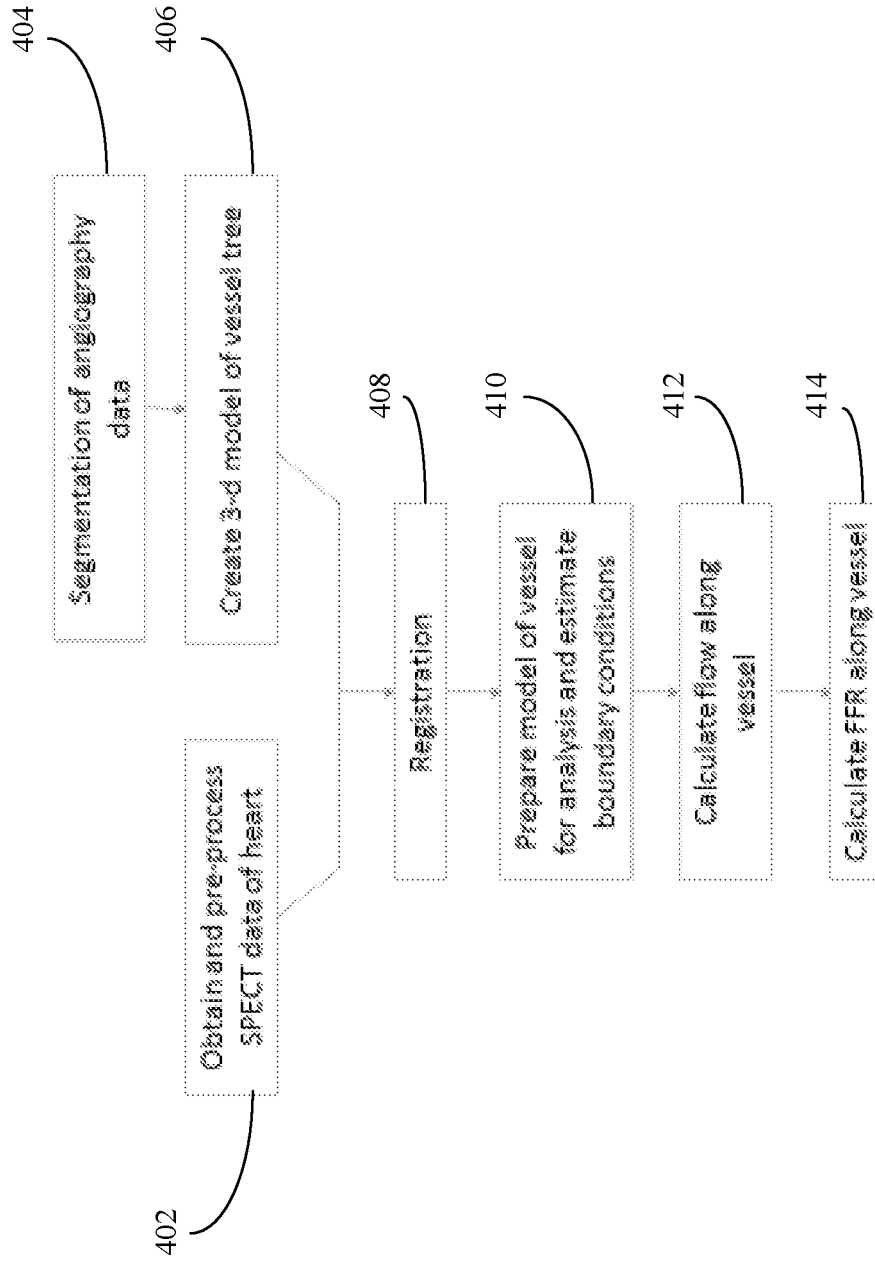 404
Segmentation of angiography
data
406
Create 3-d model of vessel tree
402
Obtain and pre-process
SPECT data of heart
408
Registration
410
Prepare model of vessel
for analysis and estimate
boundary conditions
412
Calculate flow along
vessel
414
Calculate FFR along vessel